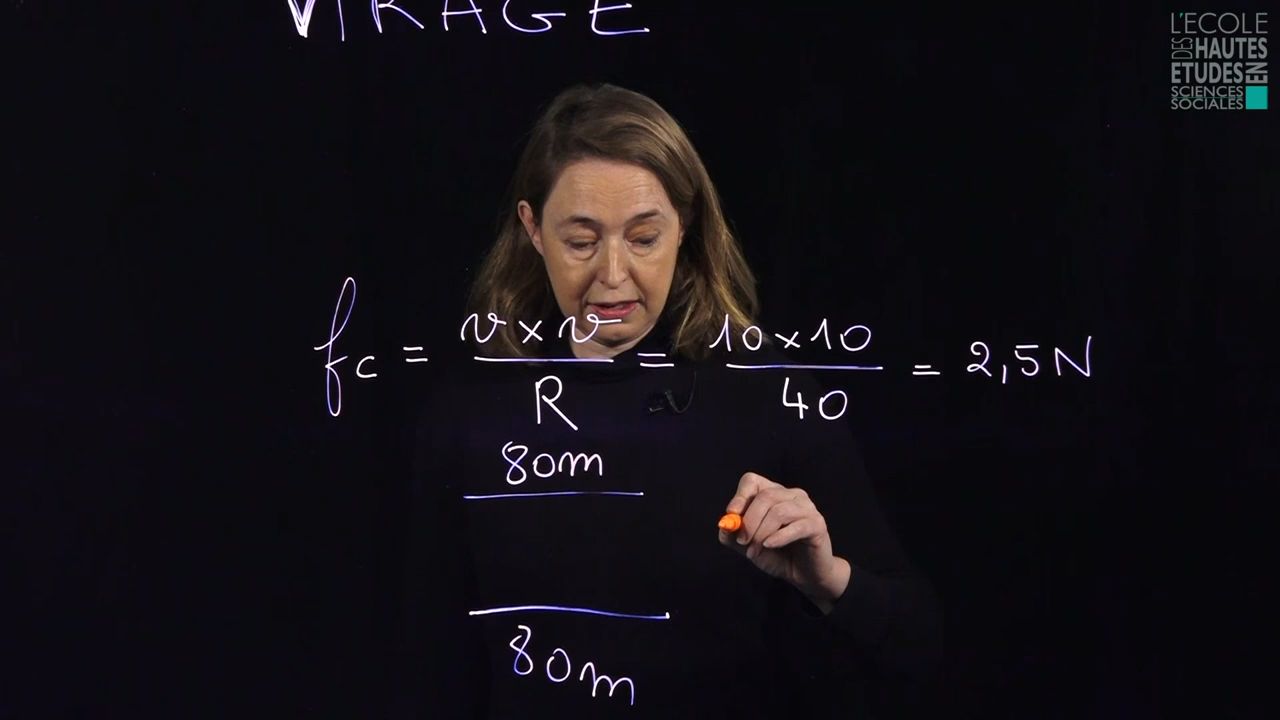 VIRAGE
L'ECOLE
DES HAUTES
ETUDES EN
SCIENCES
SOCIALES
fc = v x v / R = 10 x 10 / 40 = 2,5 N
80m
80m